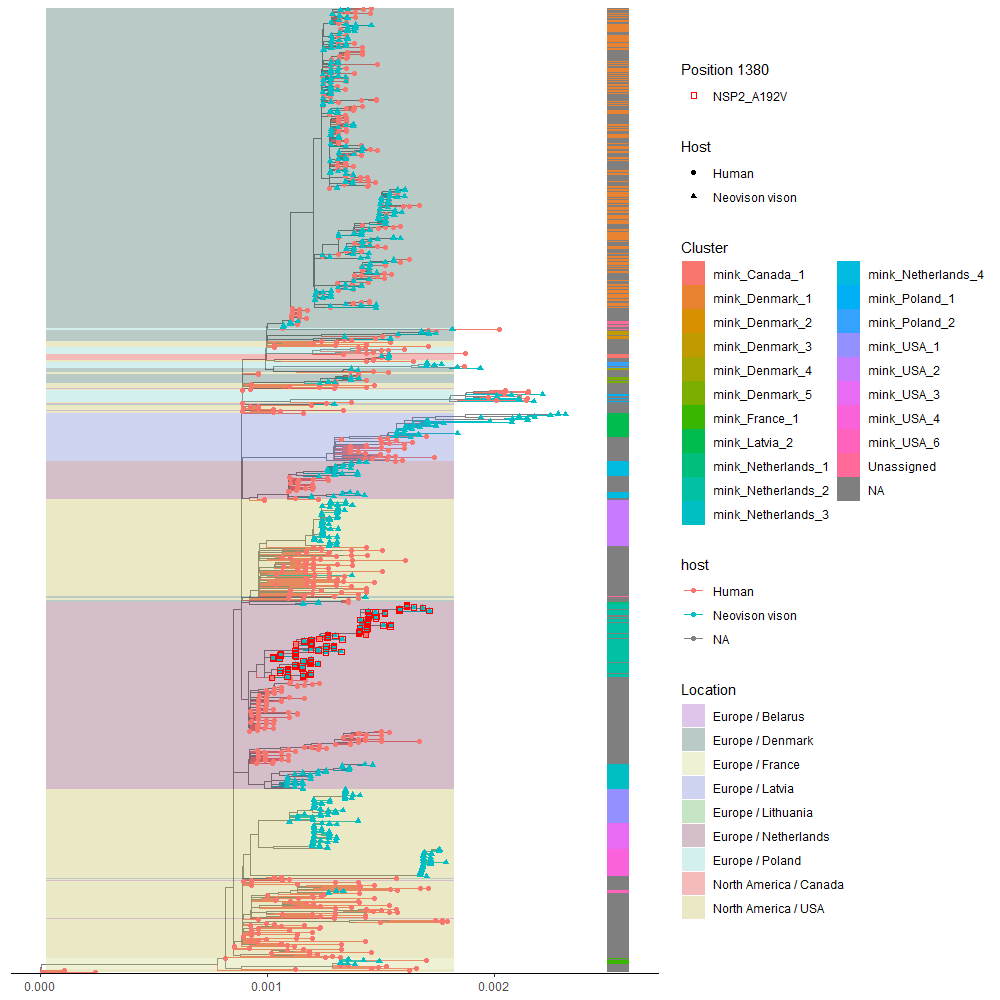 Position 1380
NSP2_A192V
Host
Human
Neovison vison
Cluster
mink_Canada_1
mink_Denmark_1
mink_Denmark_2
mink_Denmark_3
mink_Denmark_4
mink_Denmark_5
mink_France_1
mink_Latvia_2
mink_Netherlands_1
mink_Netherlands_2
mink_Netherlands_3
mink_Netherlands_4
mink_Poland_1
mink_Poland_2
mink_USA_1
mink_USA_2
mink_USA_3
mink_USA_4
mink_USA_6
Unassigned
NA
host
Human
Neovison vison
NA
Location
Europe / Belarus
Europe / Denmark
Europe / France
Europe / Latvia
Europe / Lithuania
Europe / Netherlands
Europe / Poland
North America / Canada
North America / USA
0.000 0.001 0.002